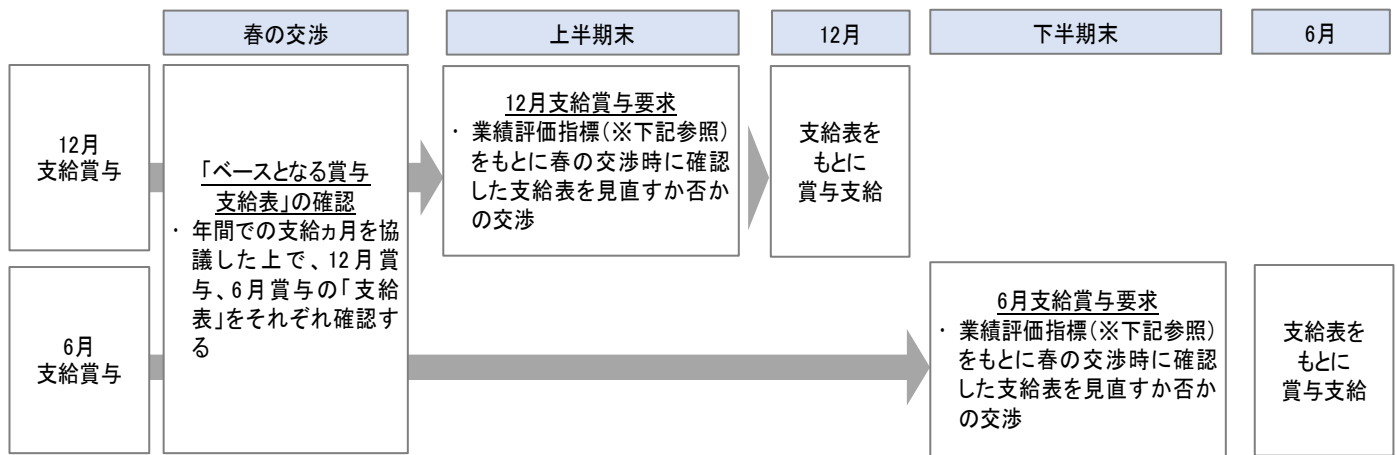 春の交渉
上半期末
12月
下半期末
6月
12月
支給賞与
「ベースとなる賞与
支給表」の確認
・ 年間での支給ヵ月を協
議した上で、12月賞
与、6月賞与の「支給
表」をそれぞれ確認す
る
12月支給賞与要求
・ 業績評価指標(※下記参照)
をもとに春の交渉時に確認
した支給表を見直すか否か
の交渉
支給表を
もとに
賞与支給
6月
支給賞与
6月支給賞与要求
・ 業績評価指標(※下記参照)
をもとに春の交渉時に確認
した支給表を見直すか否か
の交渉
支給表を
もとに
賞与支給